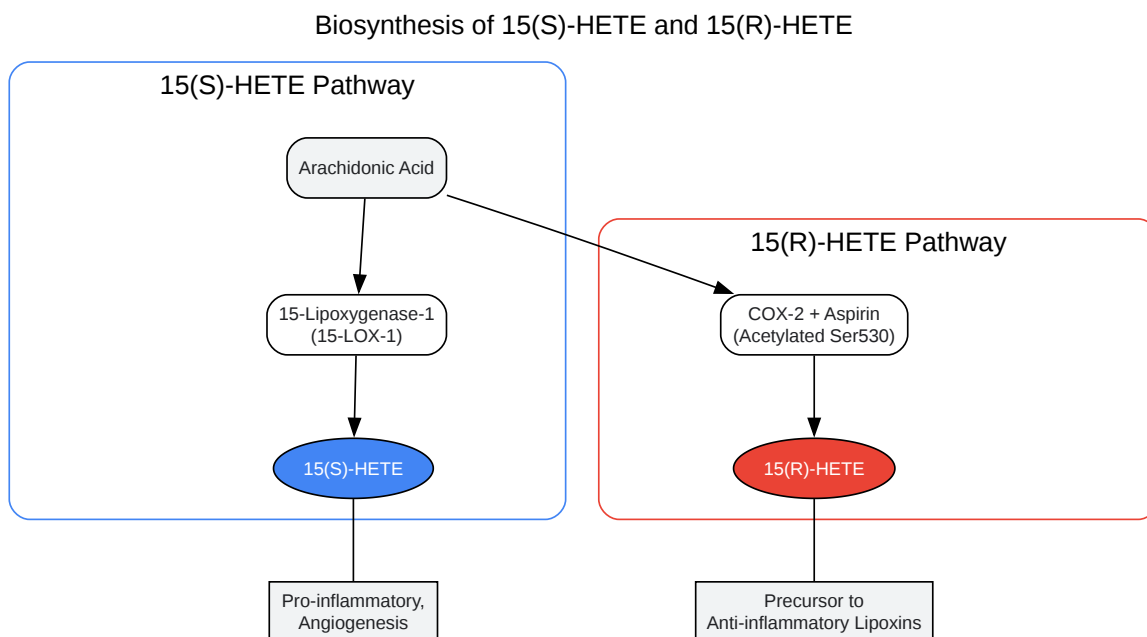 Biosynthesis of 15(S)-HETE and 15(R)-HETE
15(S)-HETE Pathway
Arachidonic Acid
15(R)-HETE Pathway
15-Lipoxygenase-1
(15-LOX-1)
COX-2 + Aspirin
(Acetylated Ser530)
15(S)-HETE
15(R)-HETE
Pro-inflammatory,
Angiogenesis
Precursor to
Anti-inflammatory Lipoxins